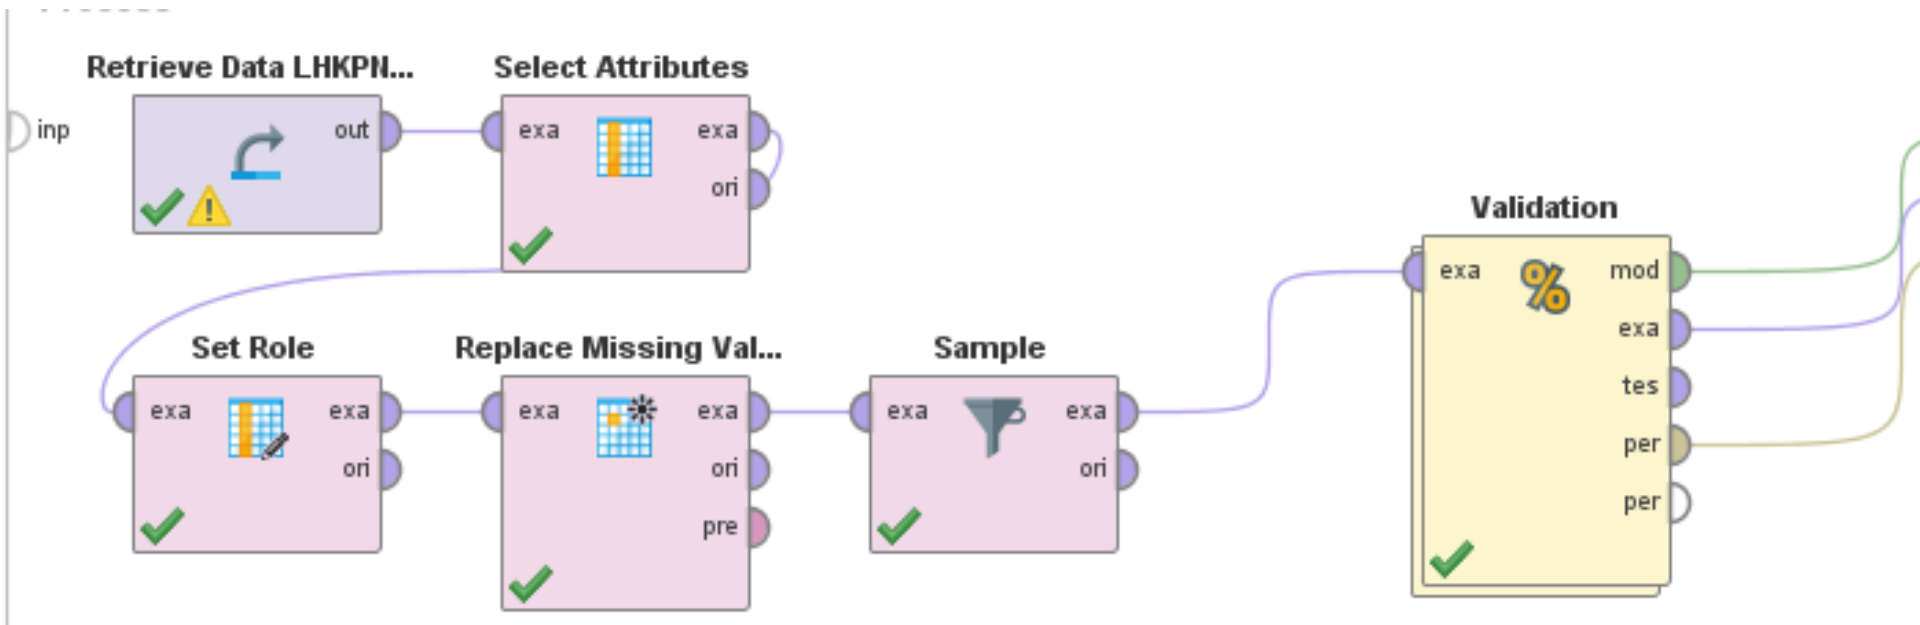 Retrieve Data LHKPN...
Select Attributes
inp
out
exa
exa
ori
Validation
exa
mod
exa
tes
per
per
Set Role
Replace Missing Val...
Sample
exa
exa
ori
exa
exa
ori
pre
exa
exa
ori